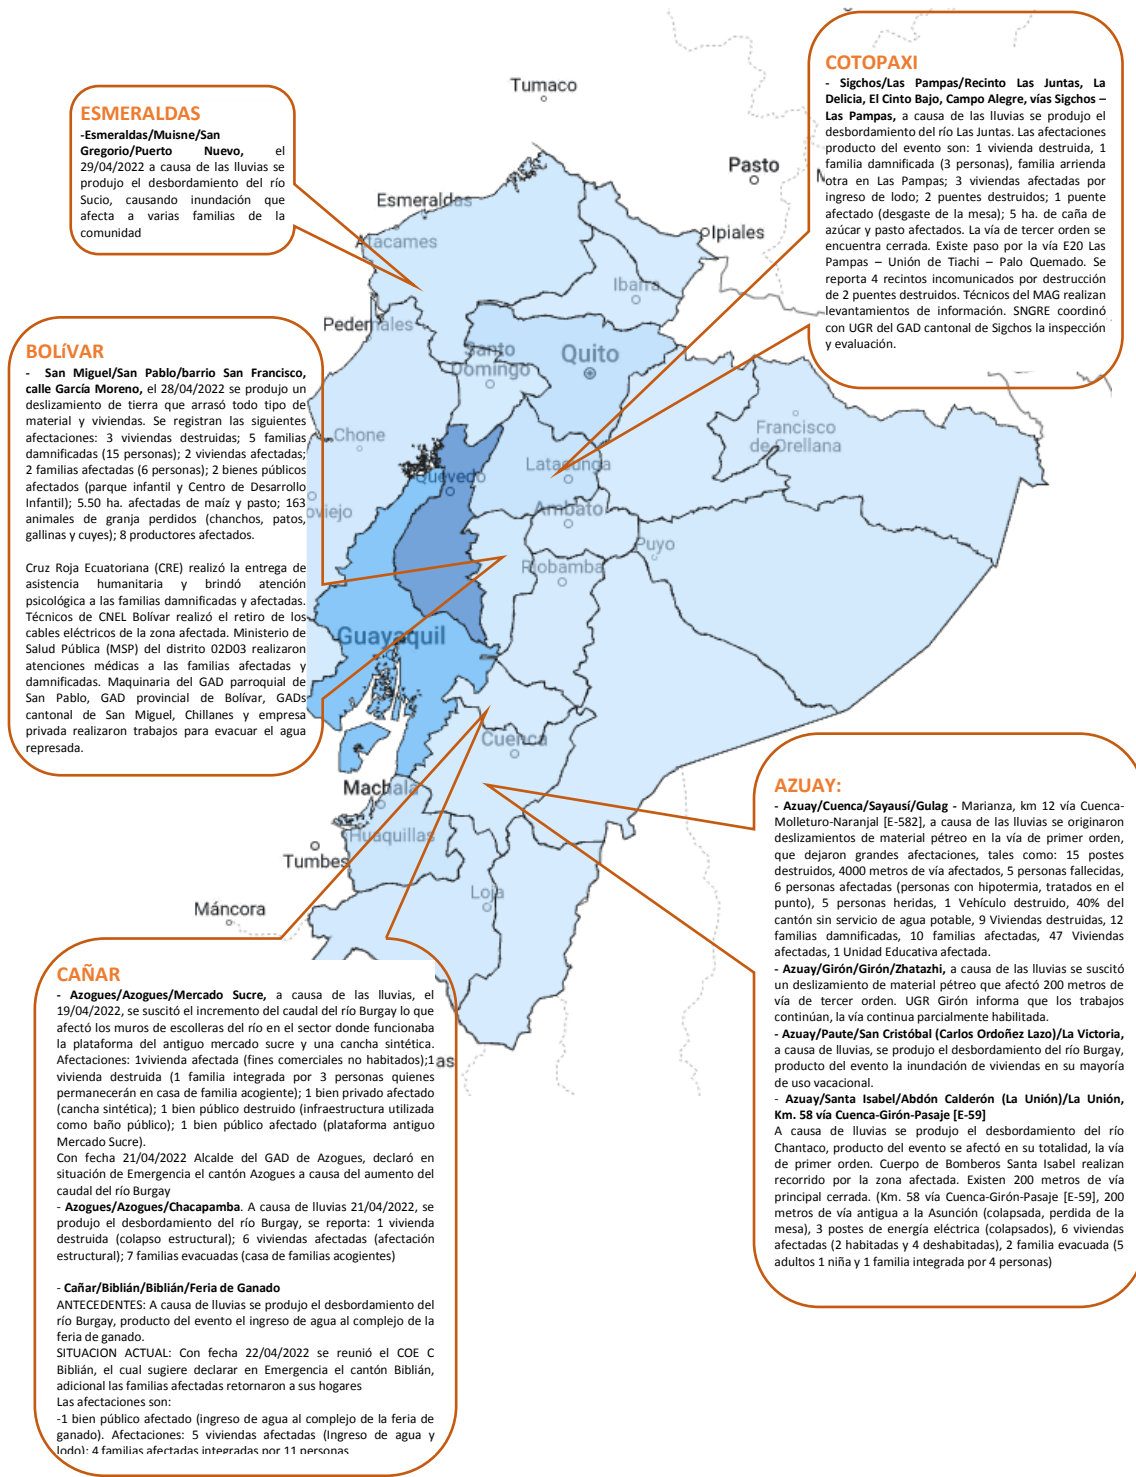 COTOPAXI
- Sigchos/Las Pampas/Recinto Las Juntas, La
Delicia, El Cinto Bajo, Campo Alegre, vías Sigchos –
Las Pampas, a causa de las lluvias se produjo el
desbordamiento del río Las Juntas. Las afectaciones
producto del evento son: 1 vivienda destruida, 1
familia damnificada (3 personas), familia arrienda
otra en Las Pampas; 3 viviendas afectadas por
ingreso de lodo; 2 puentes destruidos; 1 puente
afectado (desgaste de la mesa); 5 ha. de caña de
azúcar y pasto afectados. La vía de tercer orden se
encuentra cerrada. Existe paso por la vía E20 Las
Pampas – Unión de Tiachi – Palo Quemado. Se
reporta 4 recintos incomunicados por destrucción
de 2 puentes destruidos. Técnicos del MAG realizan
levantamientos de información. SNGRE coordinó
con UGR del GAD cantonal de Sigchos la inspección
y evaluación.
ESMERALDAS
-Esmeraldas/Muisne/San
Gregorio/Puerto Nuevo, el
29/04/2022 a causa de las lluvias se
produjo el desbordamiento del río
Sucio, causando inundación que
afecta a varias familias de la
comunidad
Tumaco
Pasto
Esmeraldas
Ipiales
Atacames
Ibarra
Pedernales
Santo
Domingo
Quito
Francisco
de Orellana
Chone
Latacunga
Quevedo
Ambato
oviejo
Puyo
Riobamba
Guayaquil
Cuenca
Machala
Huaquillas
Tumbes
Loja
Máncora
as
BOLíVAR
- San Miguel/San Pablo/barrio San Francisco,
calle García Moreno, el 28/04/2022 se produjo un
deslizamiento de tierra que arrasó todo tipo de
material y viviendas. Se registran las siguientes
afectaciones: 3 viviendas destruidas; 5 familias
damnificadas (15 personas); 2 viviendas afectadas;
2 familias afectadas (6 personas); 2 bienes públicos
afectados (parque infantil y Centro de Desarrollo
Infantil); 5.50 ha. afectadas de maíz y pasto; 163
animales de granja perdidos (chanchos, patos,
gallinas y cuyes); 8 productores afectados.
Cruz Roja Ecuatoriana (CRE) realizó la entrega de
asistencia humanitaria y brindó atención
psicológica a las familias damnificadas y afectadas.
Técnicos de CNEL Bolívar realizó el retiro de los
cables eléctricos de la zona afectada. Ministerio de
Salud Pública (MSP) del distrito 02D03 realizaron
atenciones médicas a las familias afectadas y
damnificadas. Maquinaria del GAD parroquial de
San Pablo, GAD provincial de Bolívar, GADs
cantonal de San Miguel, Chillanes y empresa
privada realizaron trabajos para evacuar el agua
represada.
AZUAY:
- Azuay/Cuenca/Sayausí/Gulag - Marianza, km 12 vía Cuenca-
Molleturo-Naranjal [E-582], a causa de las lluvias se originaron
deslizamientos de material pétreo en la vía de primer orden,
que dejaron grandes afectaciones, tales como: 15 postes
destruidos, 4000 metros de vía afectados, 5 personas fallecidas,
6 personas afectadas (personas con hipotermia, tratados en el
punto), 5 personas heridas, 1 Vehículo destruido, 40% del
cantón sin servicio de agua potable, 9 Viviendas destruidas, 12
familias damnificadas, 10 familias afectadas, 47 Viviendas
afectadas, 1 Unidad Educativa afectada.
- Azuay/Girón/Girón/Zhatazhi, a causa de las lluvias se suscitó
un deslizamiento de material pétreo que afectó 200 metros de
vía de tercer orden. UGR Girón informa que los trabajos
continúan, la vía continua parcialmente habilitada.
- Azuay/Paute/San Cristóbal (Carlos Ordoñez Lazo)/La Victoria,
a causa de lluvias, se produjo el desbordamiento del río Burgay,
producto del evento la inundación de viviendas en su mayoría
de uso vacacional.
- Azuay/Santa Isabel/Abdón Calderón (La Unión)/La Unión,
Km. 58 vía Cuenca-Girón-Pasaje [E-59]
A causa de lluvias se produjo el desbordamiento del río
Chantaco, producto del evento se afectó en su totalidad, la vía
de primer orden. Cuerpo de Bomberos Santa Isabel realizan
recorrido por la zona afectada. Existen 200 metros de vía
principal cerrada. (Km. 58 vía Cuenca-Girón-Pasaje [E-59], 200
metros de vía antigua a la Asunción (colapsada, perdida de la
mesa), 3 postes de energía eléctrica (colapsados), 6 viviendas
afectadas (2 habitadas y 4 deshabitadas), 2 familia evacuada (5
adultos 1 niña y 1 familia integrada por 4 personas)
CAÑAR
- Azogues/Azogues/Mercado Sucre, a causa de las lluvias, el
19/04/2022, se suscitó el incremento del caudal del río Burgay lo que
afectó los muros de escolleras del río en el sector donde funcionaba
la plataforma del antiguo mercado sucre y una cancha sintética.
Afectaciones: 1vivienda afectada (fines comerciales no habitados);1
vivienda destruida (1 familia integrada por 3 personas quienes
permanecerán en casa de familia acogiente); 1 bien privado afectado
(cancha sintética); 1 bien público destruido (infraestructura utilizada
como baño público); 1 bien público afectado (plataforma antiguo
Mercado Sucre).
Con fecha 21/04/2022 Alcalde del GAD de Azogues, declaró en
situación de Emergencia el cantón Azogues a causa del aumento del
caudal del río Burgay
- Azogues/Azogues/Chacapamba. A causa de lluvias 21/04/2022, se
produjo el desbordamiento del río Burgay, se reporta: 1 vivienda
destruida (colapso estructural); 6 viviendas afectadas (afectación
estructural); 7 familias evacuadas (casa de familias acogientes)
- Cañar/Biblián/Biblián/Feria de Ganado
ANTECEDENTES: A causa de lluvias se produjo el desbordamiento del
río Burgay, producto del evento el ingreso de agua al complejo de la
feria de ganado.
SITUACION ACTUAL: Con fecha 22/04/2022 se reunió el COE C
Biblián, el cual sugiere declarar en Emergencia el cantón Biblián,
adicional las familias afectadas retornaron a sus hogares
Las afectaciones son:
-1 bien público afectado (ingreso de agua al complejo de la feria de
ganado). Afectaciones: 5 viviendas afectadas (Ingreso de agua y
lodo); 4 familias afectadas integradas por 11 personas